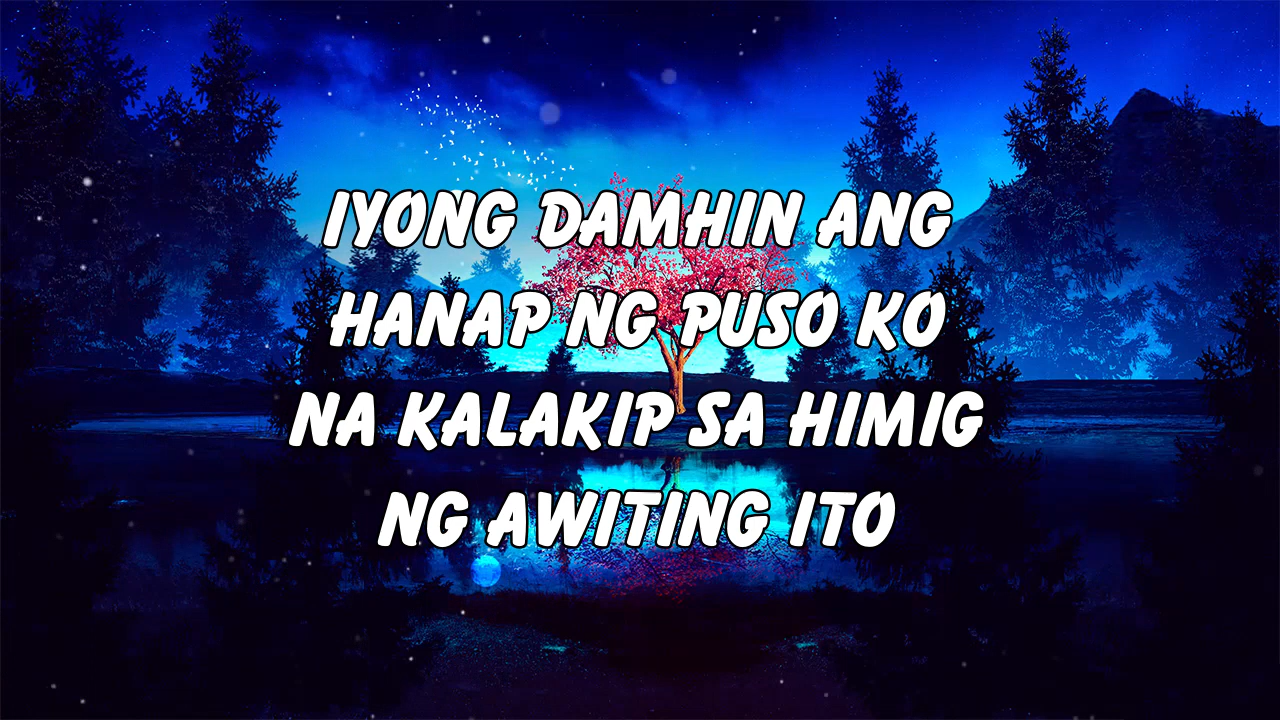 IYONG DAMHIN ANG
HANAP NG PUSO KO
NA KALAKIP SA HIMIG
NG AWITING ITO